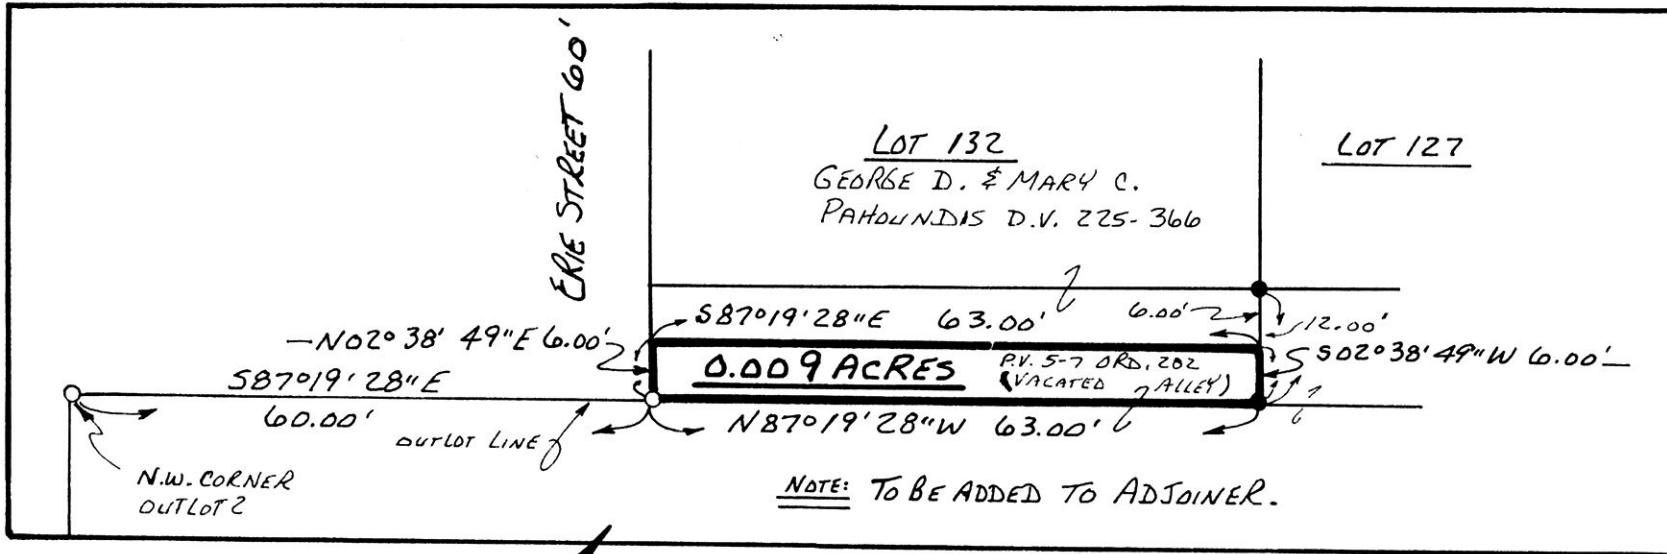 ERIE STREET 60'
LOT 132
GEORGE D. & MARY C.
PAHOUNDIS D.V. 225-366
LOT 127
S87°19'28"E 63.00'
6.00'
12.00'
N02°38'49"E 6.00'
0.009 ACRES
P.V. 5-7 ORD. 202
(VACATED ALLEY)
S02°38'49"W 6.00'
S87°19'28"E
60.00'
OUTLOT LINE
N87°19'28"W 63.00'
N.W. CORNER
OUTLOT 2
NOTE: TO BE ADDED TO ADJOINER.